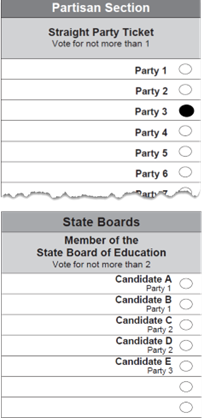 Partisan Section
Straight Party Ticket
Vote for not more than 1
Party 1
Party 2
Party 3
Party 4
Party 5
Party 6
Party 7
State Boards
Member of the
State Board of Education
Vote for not more than 2
Candidate A
Party 1
Candidate B
Party 1
Candidate C
Party 2
Candidate D
Party 2
Candidate E
Party 3